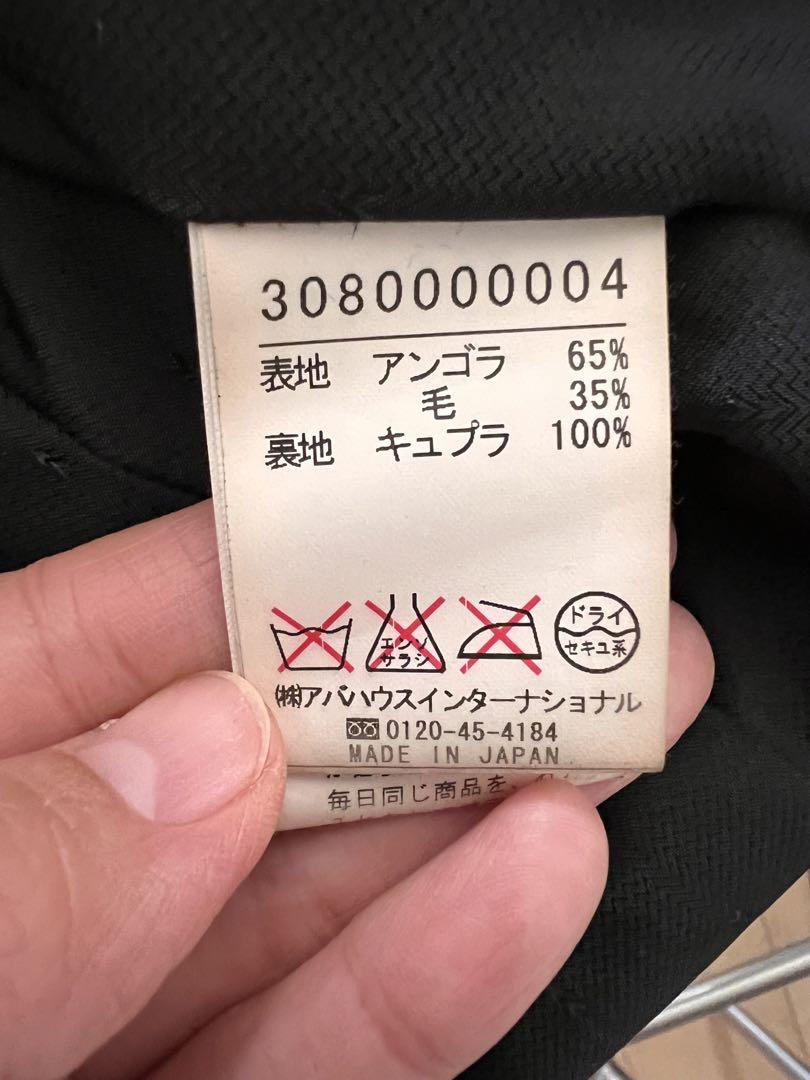 3080000004
表地 アンゴラ 65%
毛 35%
裏地 キュプラ 100%
エンソ
サラシ
ドライ
セキユ系
㈱アバハウスインターナショナル
0120-45-4184
MADE IN JAPAN
毎日同じ商品を、